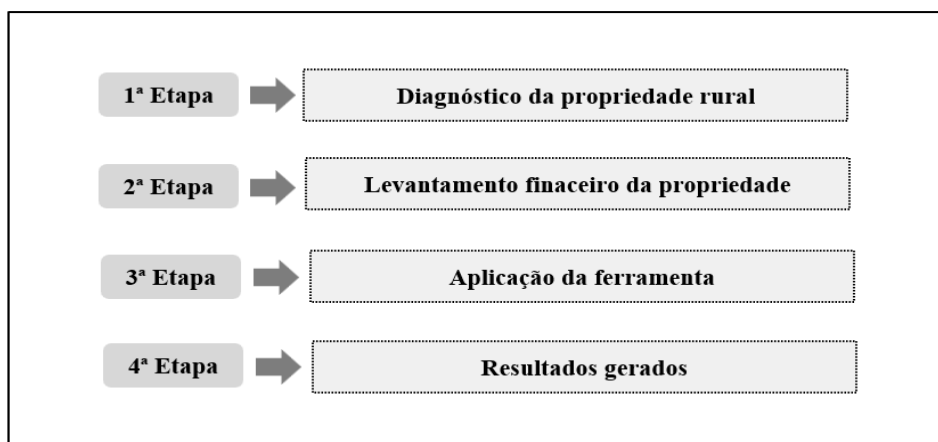 1ª Etapa
Diagnóstico da propriedade rural
2ª Etapa
Levantamento finaceiro da propriedade
3ª Etapa
Aplicação da ferramenta
4ª Etapa
Resultados gerados